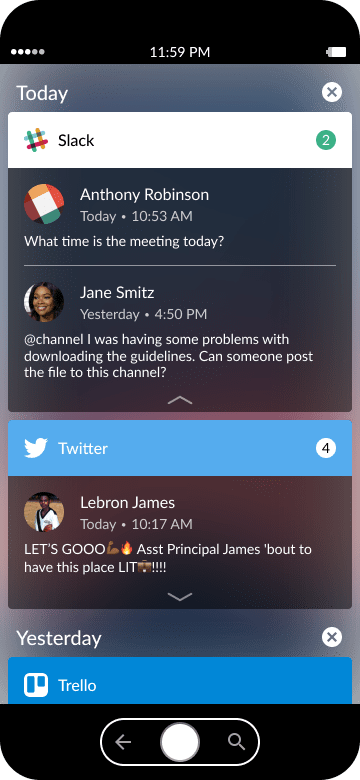 11:59 PM
Today
Slack
2
Anthony Robinson
Today • 10:53 AM
What time is the meeting today?
Jane Smitz
Yesterday • 4:50 PM
@channel I was having some problems with
downloading the guidelines. Can someone post
the file to this channel?
Twitter
4
Lebron James
Today • 10:17 AM
LET'S GOOO💪🏾🔥 Asst Principal James 'bout to
have this place LIT💼!!!!
Yesterday
Trello